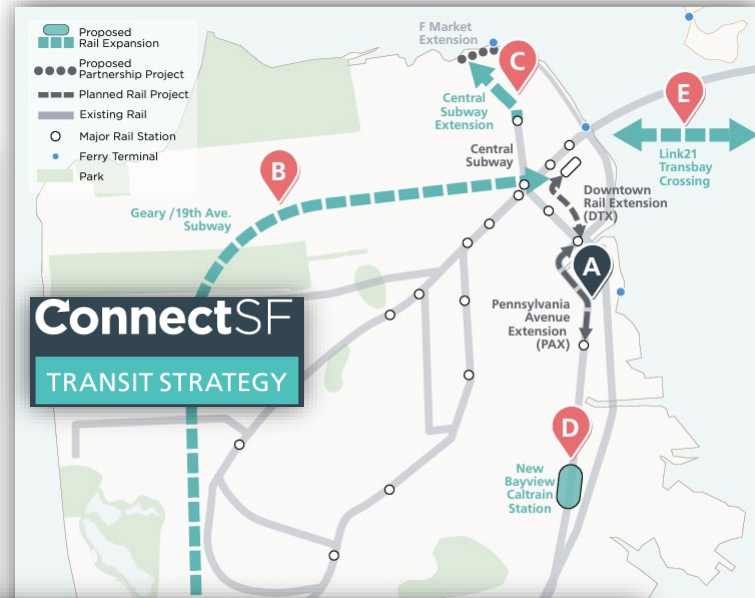 Proposed
Rail Expansion
Proposed
Partnership Project
Planned Rail Project
Existing Rail
Major Rail Station
Ferry Terminal
Park
F Market
Extension
C
Central
Subway
Extension
E
Link21
Transbay
Crossing
Central
Subway
B
Geary /19th Ave.
Subway
Downtown
Rail Extension
(DTX)
A
Pennsylvania
Avenue
Extension
(PAX)
ConnectSF
TRANSIT STRATEGY
D
New
Bayview
Caltrain
Station